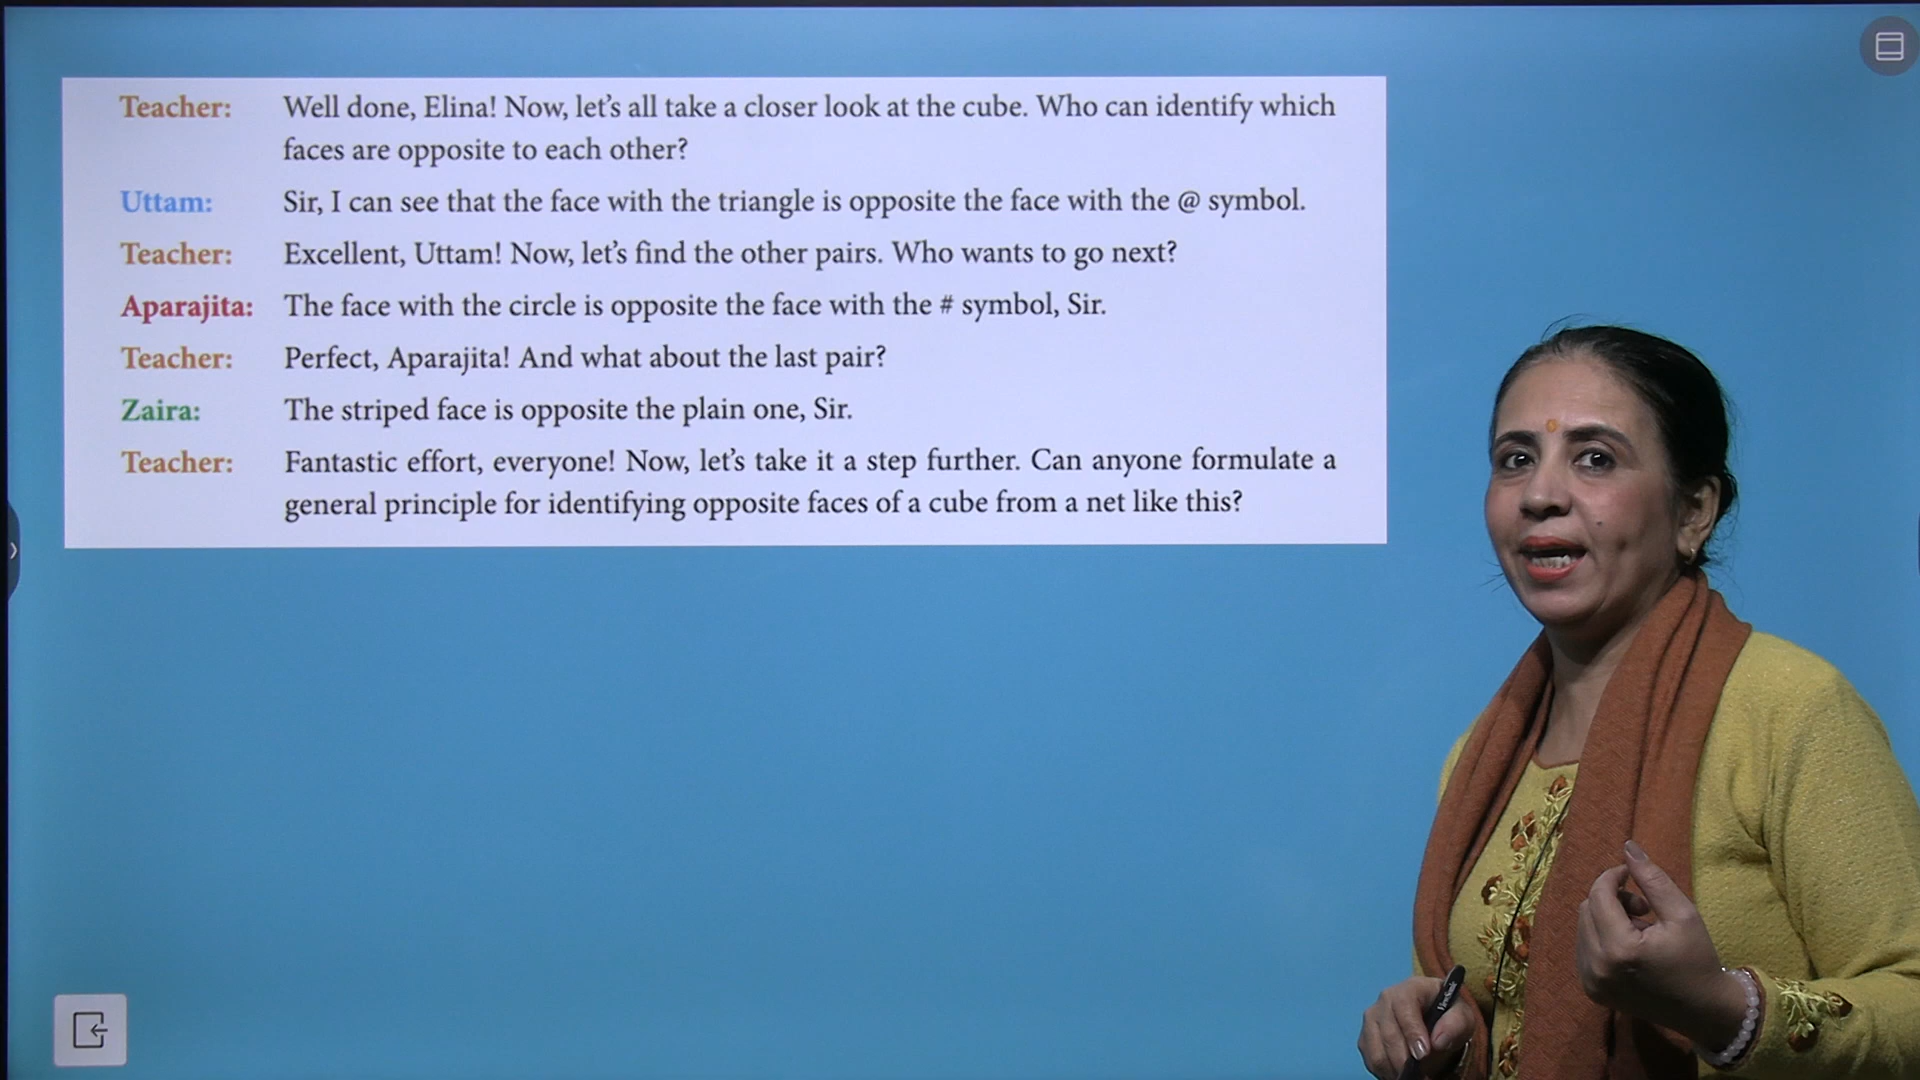 Teacher: Well done, Elina! Now, let's all take a closer look at the cube. Who can identify which
faces are opposite to each other?
Uttam: Sir, I can see that the face with the triangle is opposite the face with the @ symbol.
Teacher: Excellent, Uttam! Now, let's find the other pairs. Who wants to go next?
Aparajita: The face with the circle is opposite the face with the # symbol, Sir.
Teacher: Perfect, Aparajita! And what about the last pair?
Zaira: The striped face is opposite the plain one, Sir.
Teacher: Fantastic effort, everyone! Now, let's take it a step further. Can anyone formulate a
general principle for identifying opposite faces of a cube from a net like this?
ViewSonic